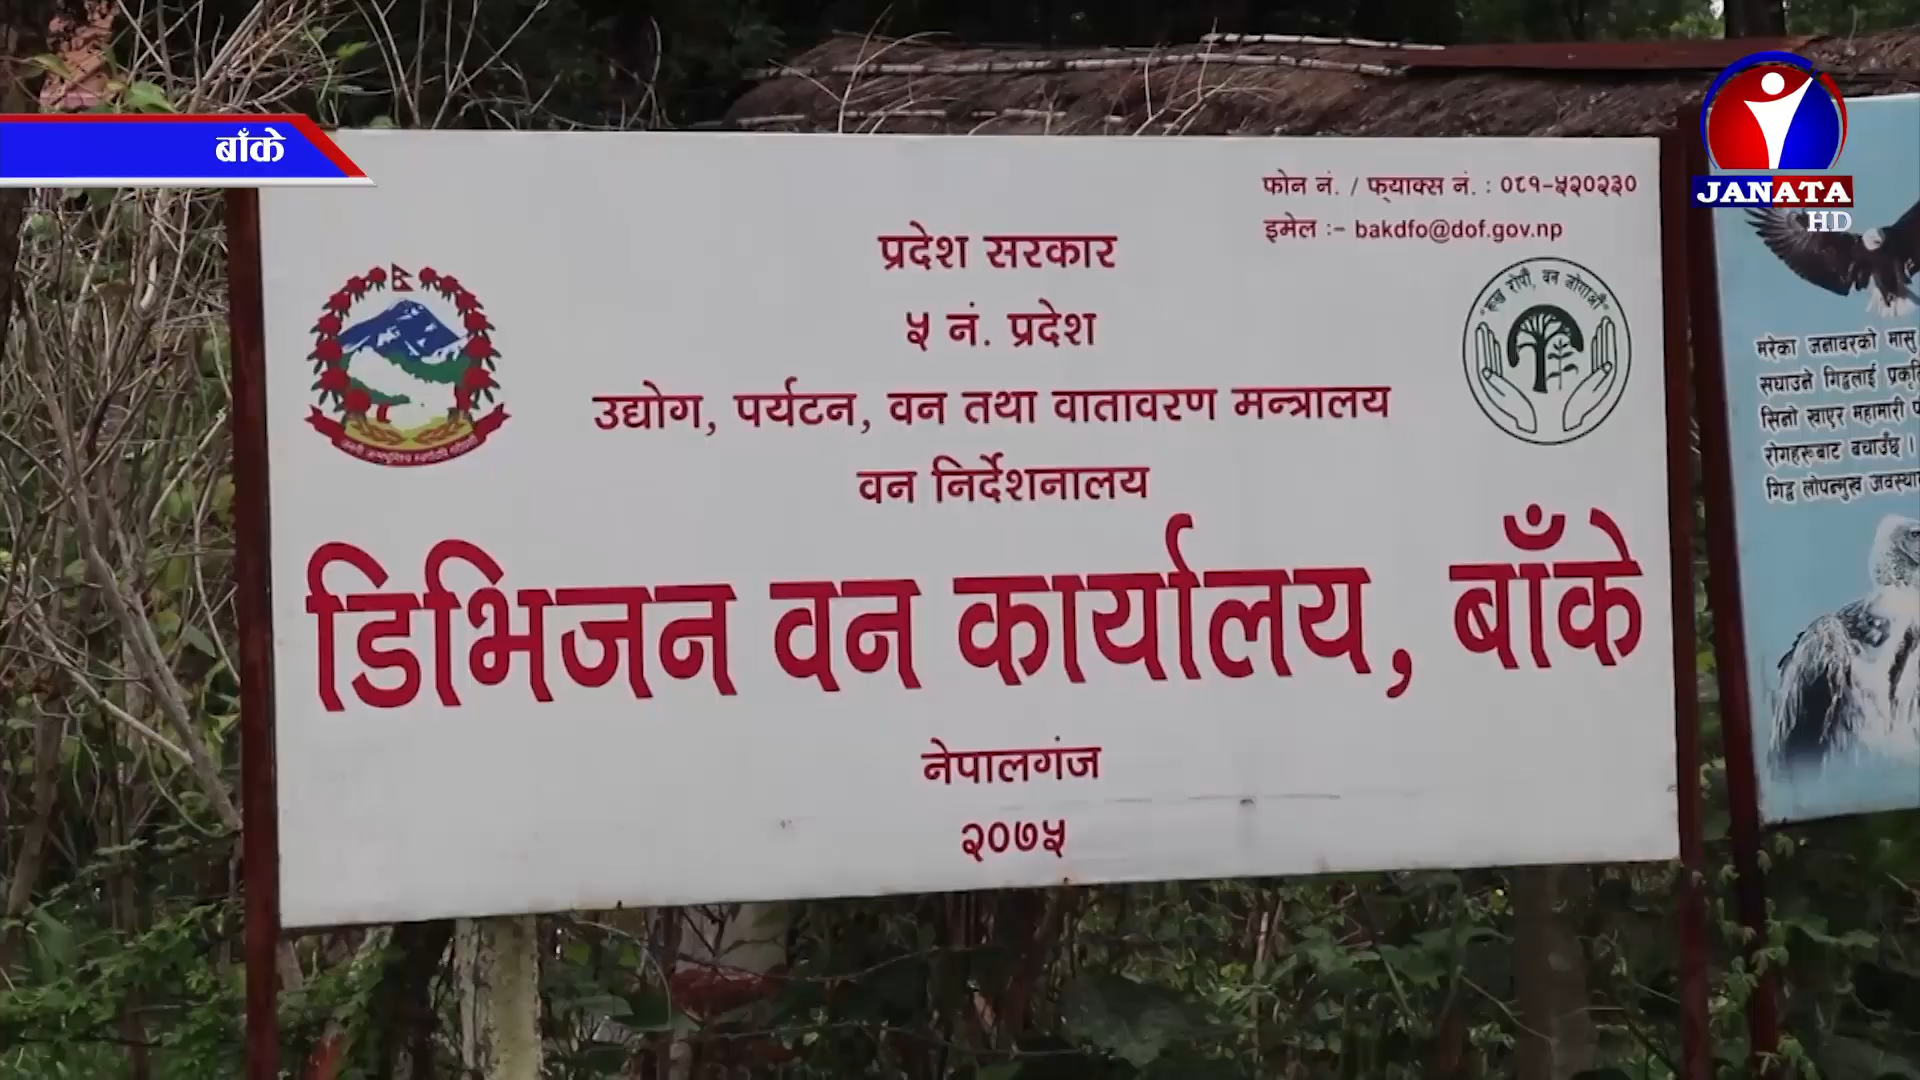 बाँके
JANATA
HD
फोन नं. / फ्याक्स नं. : ०८१-५२०२३०
इमेल :- bakdfo@dof.gov.np
प्रदेश सरकार
५ नं. प्रदेश
उद्योग, पर्यटन, वन तथा वातावरण मन्त्रालय
वन निर्देशनालय
डिभिजन वन कार्यालय, बाँके
नेपालगंज
२०७५
"रूख रोपौं, वन जोगाऔं"
मरेका जनावरको मासु
सघाउने गिद्धलाई
सिनो खाएर महामारी
रोगहरूबाट बचाउँछ ।
गिद्ध लोपन्मुख